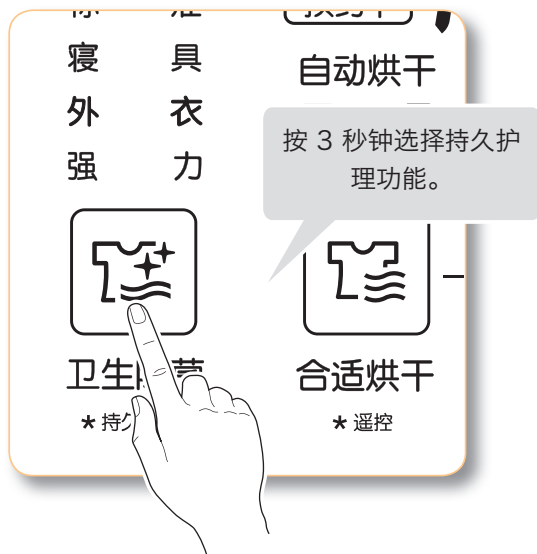 寝 具
自动烘干
外 衣
按 3 秒钟选择持久护
理功能。
强 力
卫生
合适烘干
* 持久
* 遥控